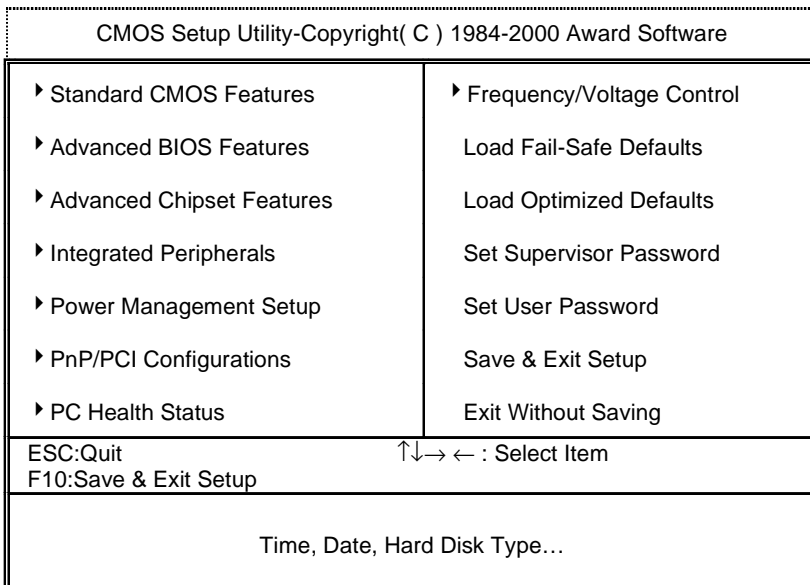 CMOS Setup Utility-Copyright( C ) 1984-2000 Award Software
Standard CMOS Features
Advanced BIOS Features
Advanced Chipset Features
Integrated Peripherals
Power Management Setup
PnP/PCI Configurations
PC Health Status
Frequency/Voltage Control
Load Fail-Safe Defaults
Load Optimized Defaults
Set Supervisor Password
Set User Password
Save & Exit Setup
Exit Without Saving
ESC:Quit ↑↓→ ← : Select Item
F10:Save & Exit Setup
Time, Date, Hard Disk Type…